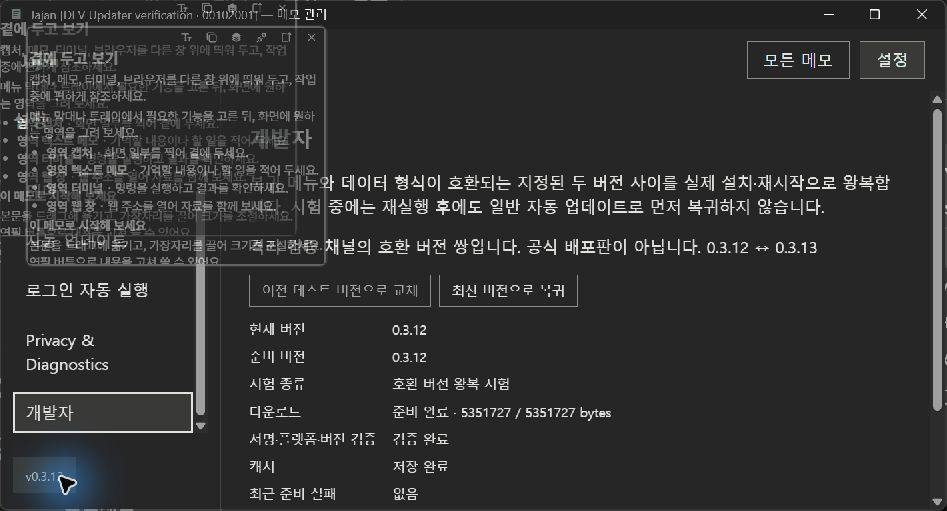 Jajan [DEV Updater verification · 00102001] — 메모 관리
모든 메모
설정
곁에 두고 보기
캡처, 메모, 터미널, 브라우저를 다른 창 위에 띄워 두고, 작업
중에 편하게 참조하세요.
메뉴 막대나 트레이에서 필요한 기능을 고른 뒤, 화면에 원하
는 영역을 그려 보세요.
영역 캡처 · 화면 일부를 찍어 곁에 두세요.
영역 텍스트 메모 · 기억할 내용이나 할 일을 적어 두세요.
영역 터미널 · 명령을 실행하고 결과를 확인하세요.
영역 웹 창 · 웹 주소를 열어 자료를 함께 보세요.
이 메모로 시작해 보세요
개발자
메뉴와 데이터 형식이 호환되는 지정된 두 버전 사이를 실제 설치·재시작으로 왕복합
시험 중에는 재실행 후에도 일반 자동 업데이트로 먼저 복귀하지 않습니다.
채널의 호환 버전 쌍입니다. 공식 배포판이 아닙니다. 0.3.12 ↔ 0.3.13
이전 테스트 버전으로 교체
최신 버전으로 복귀
로그인 자동 실행
Privacy &
Diagnostics
개발자
현재 버전 0.3.12
준비 버전 0.3.12
시험 종류 호환 버전 왕복 시험
다운로드 준비 완료 · 5351727 / 5351727 bytes
서명·플랫폼·버전 검증 검증 완료
캐시 저장 완료
최근 준비 실패 없음